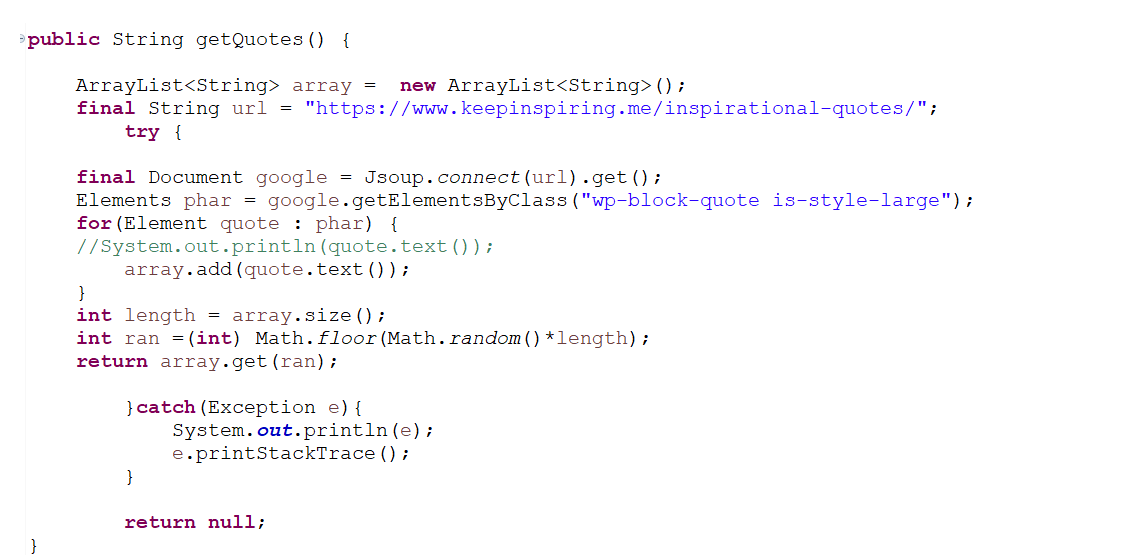 public String getQuotes() {
ArrayList<String> array =  new ArrayList<String>();
final String url = "https://www.keepinspiring.me/inspirational-quotes/";
try {
final Document google = Jsoup.connect(url).get();
Elements phar = google.getElementsByClass("wp-block-quote is-style-large");
for(Element quote : phar) {
//System.out.println(quote.text());
array.add(quote.text());
}
int length = array.size();
int ran =(int) Math.floor(Math.random()*length);
return array.get(ran);
}catch(Exception e){
System.out.println(e);
e.printStackTrace();
}
return null;
}